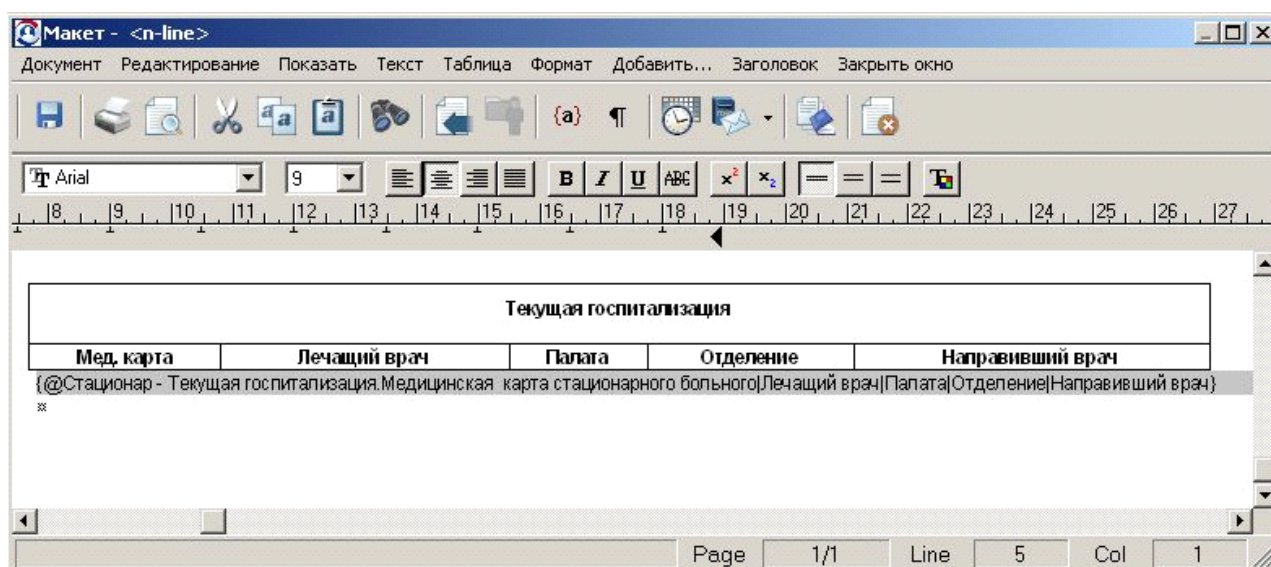 Макет - <n-line>
Документ Редактирование Показать Текст Таблица Формат Добавить... Заголовок Закрыть окно
{a} ¶
Arial 9 B I U ABC x² x₂
8 9 10 11 12 13 14 15 16 17 18 19 20 21 22 23 24 25 26 27
Текущая госпитализация
Мед. карта Лечащий врач Палата Отделение Направивший врач
{@Стационар - Текущая госпитализация.Медицинская карта стационарного больного|Лечащий врач|Палата|Отделение|Направивший врач}
Page 1/1 Line 5 Col 1